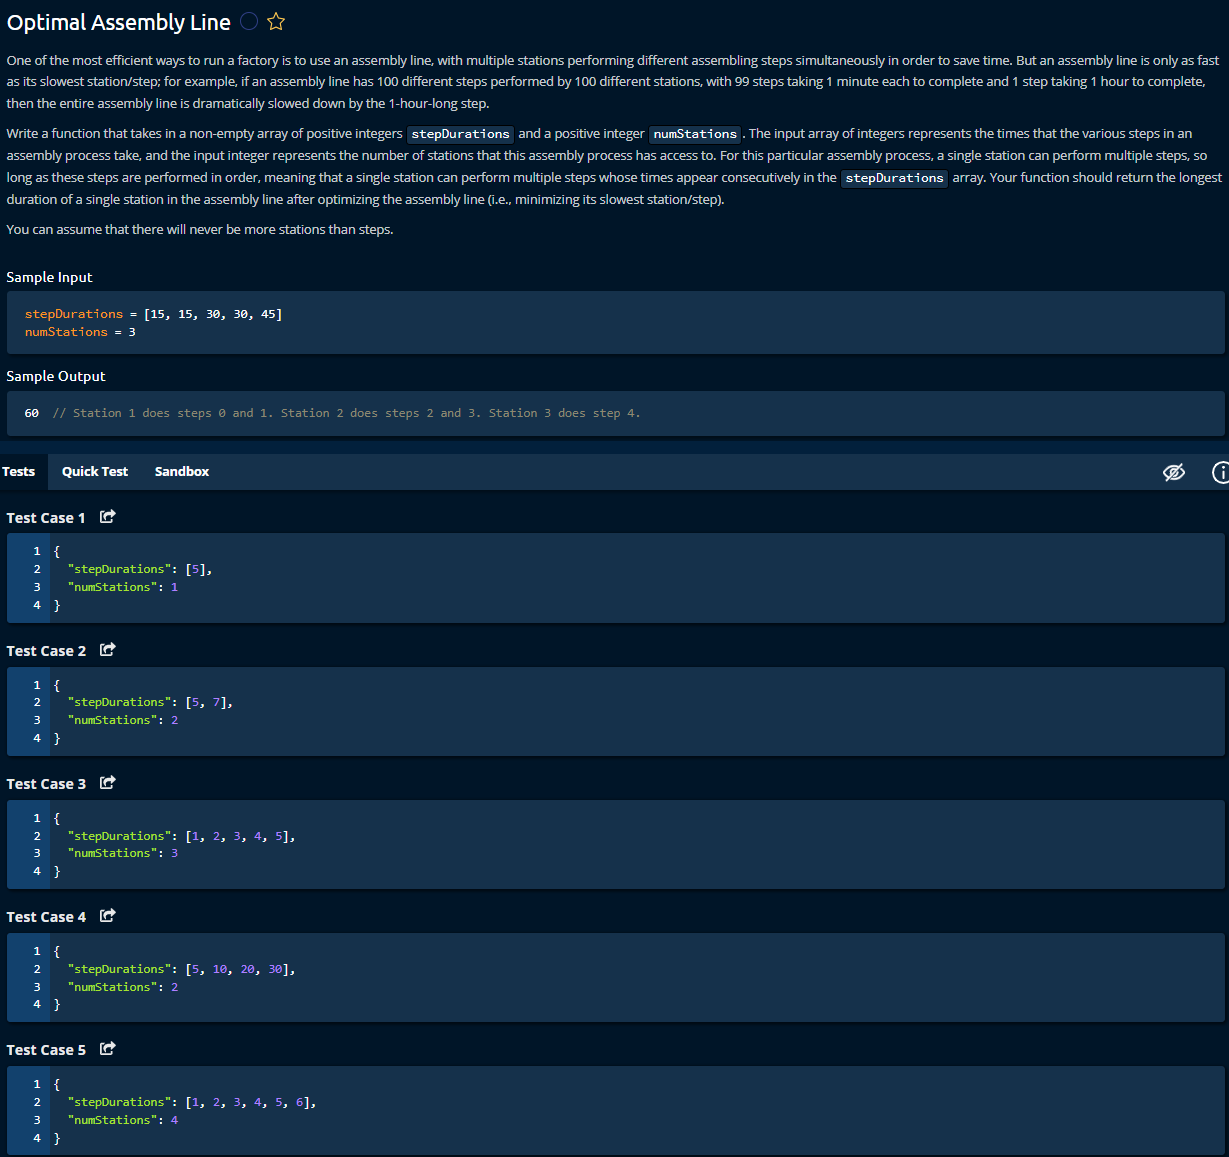 Optimal Assembly Line
One of the most efficient ways to run a factory is to use an assembly line, with multiple stations performing different assembling steps simultaneously in order to save time. But an assembly line is only as fast
as its slowest station/step; for example, if an assembly line has 100 different steps performed by 100 different stations, with 99 steps taking 1 minute each to complete and 1 step taking 1 hour to complete,
then the entire assembly line is dramatically slowed down by the 1-hour-long step.
Write a function that takes in a non-empty array of positive integers stepDurations and a positive integer numStations. The input array of integers represents the times that the various steps in an
assembly process take, and the input integer represents the number of stations that this assembly process has access to. For this particular assembly process, a single station can perform multiple steps, so
long as these steps are performed in order, meaning that a single station can perform multiple steps whose times appear consecutively in the stepDurations array. Your function should return the longest
duration of a single station in the assembly line after optimizing the assembly line (i.e., minimizing its slowest station/step).
You can assume that there will never be more stations than steps.
Sample Input
stepDurations = [15, 15, 30, 30, 45]
numStations = 3
Sample Output
60 // Station 1 does steps 0 and 1. Station 2 does steps 2 and 3. Station 3 does step 4.
Tests Quick Test Sandbox
Test Case 1
1 {
2 "stepDurations": [5],
3 "numStations": 1
4 }
Test Case 2
1 {
2 "stepDurations": [5, 7],
3 "numStations": 2
4 }
Test Case 3
1 {
2 "stepDurations": [1, 2, 3, 4, 5],
3 "numStations": 3
4 }
Test Case 4
1 {
2 "stepDurations": [5, 10, 20, 30],
3 "numStations": 2
4 }
Test Case 5
1 {
2 "stepDurations": [1, 2, 3, 4, 5, 6],
3 "numStations": 4
4 }